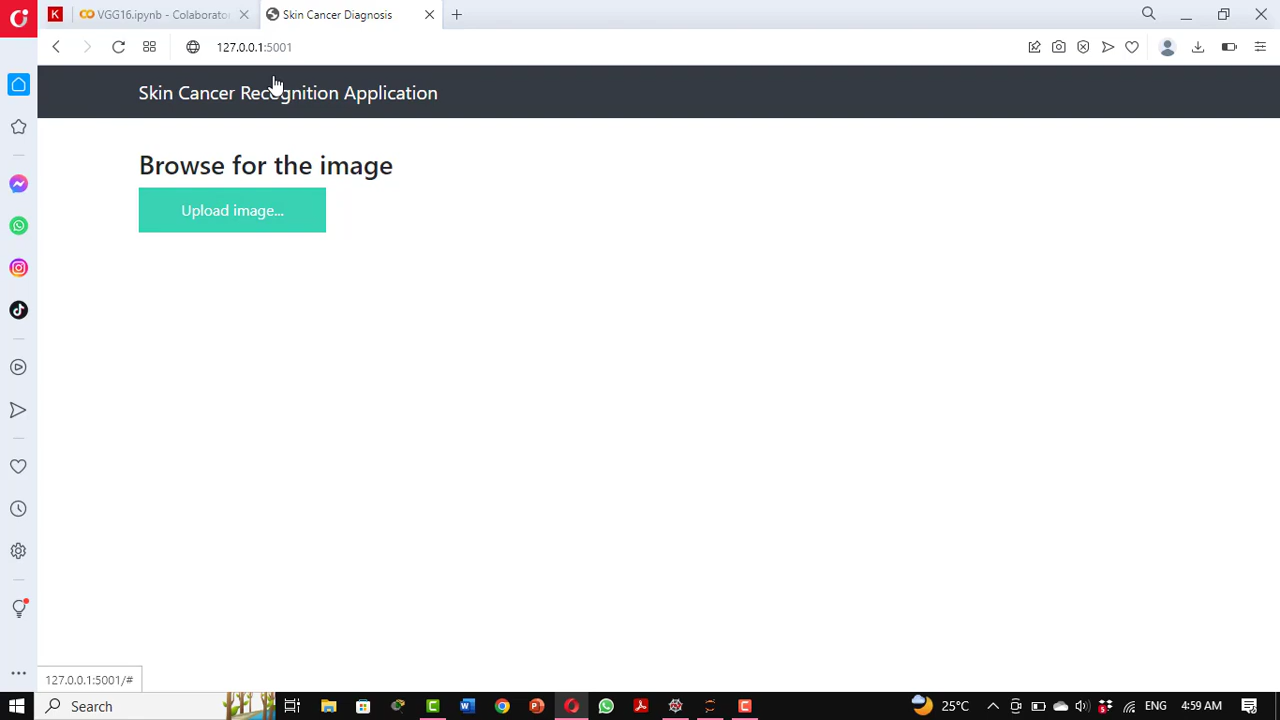 VGG16.ipynb - Colaborato
Skin Cancer Diagnosis
127.0.0.1:5001
Skin Cancer Recognition Application
Browse for the image
Upload image...
127.0.0.1:5001/#
Search
25°C
ENG
4:59 AM